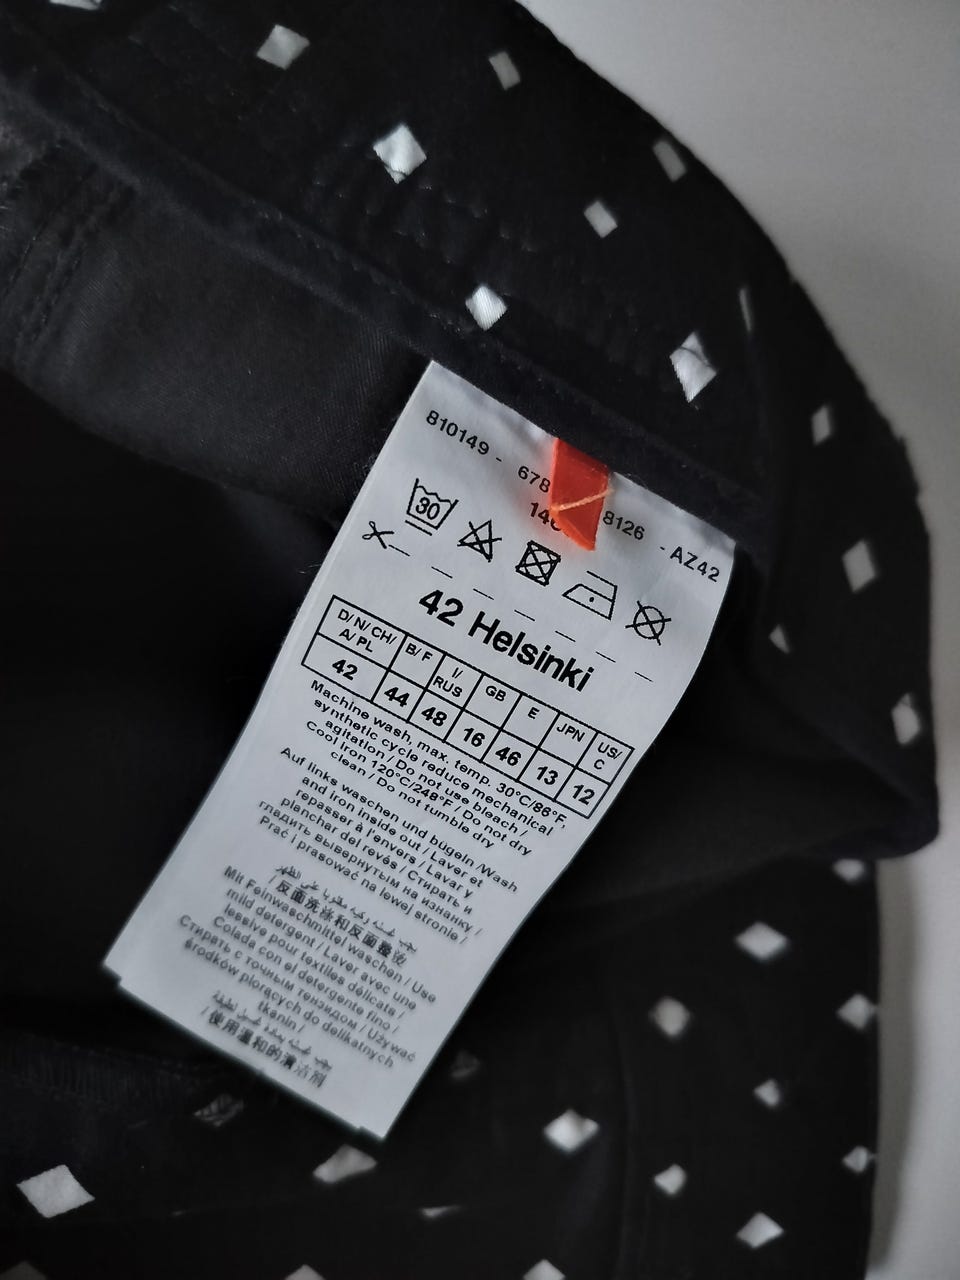 810149 - 678 8126 - AZ42
30
42 Helsinki
D/ N/ CH/ A/ PL B/ F I/ RUS GB E JPN US/ C
42 44 48 16 46 13 12
Machine wash, max. temp. 30°C/86°F,
synthetic cycle reduce mechanical
agitation / Do not use bleach /
Cool iron 120°C/248°F / Do not dry
clean / Do not tumble dry
Auf links waschen und bügeln /Wash
and iron inside out / Laver et
repasser à l'envers / Lavar y
planchar del revés / Стирать и
гладить вывернутым на изнанку /
Prać i prasować na lewej stronie /
/ 反面洗涤和反面整烫
Mit Feinwaschmittel waschen / Use
mild detergent / Laver avec une
lessive pour textiles délicats /
Colada con el detergente fino /
Стирать с точным тензидом / Używać
środków piorących do delikatnych
tkanin /
/ 使用温和的清洁剂